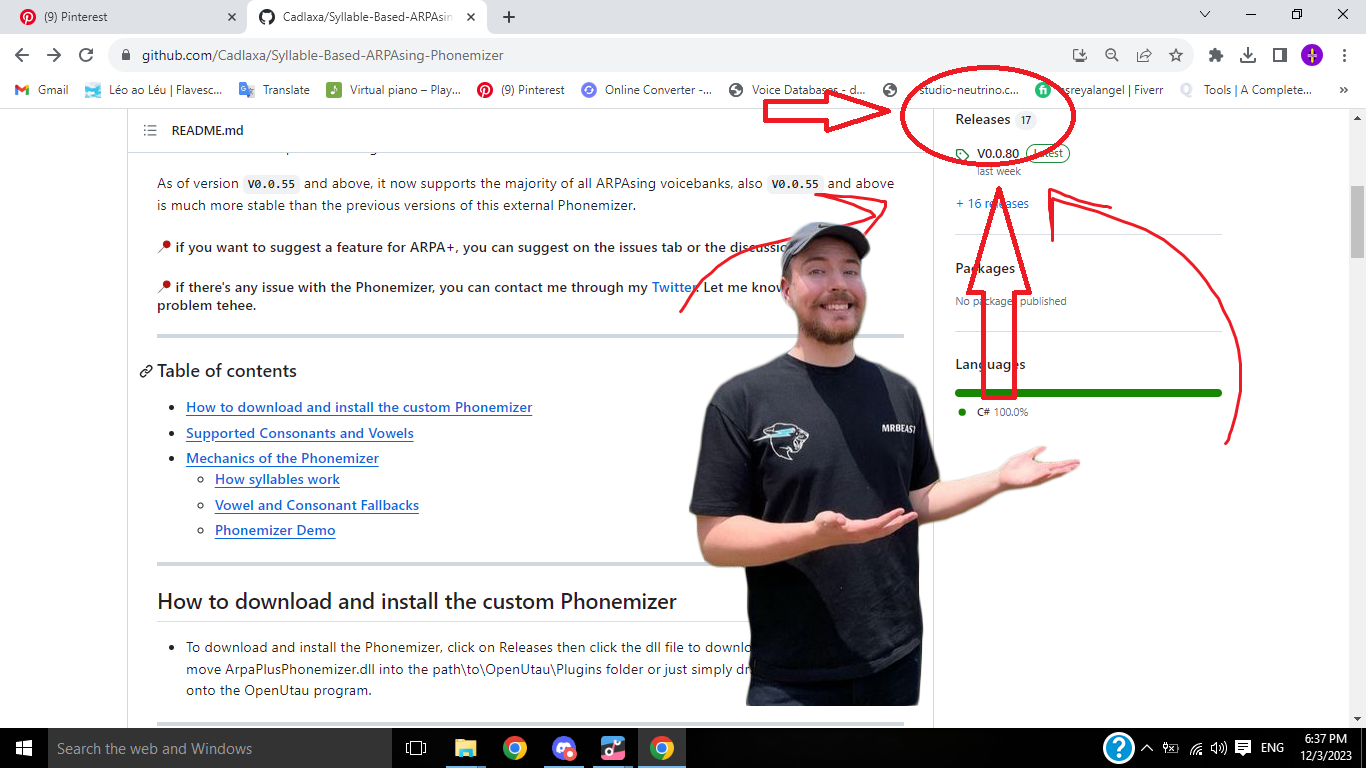 (9) Pinterest
Cadlaxa/Syllable-Based-ARPAsin
github.com/Cadlaxa/Syllable-Based-ARPAsing-Phonemizer
Gmail
Léo ao Léu | Flavesc...
Translate
Virtual piano – Play...
(9) Pinterest
Online Converter -...
Voice Databases - d...
studio-neutrino.c...
sreyalangel | Fiverr
Tools | A Complete...
»
README.md
As of version V0.0.55 and above, it now supports the majority of all ARPAsing voicebanks, also V0.0.55 and above
is much more stable than the previous versions of this external Phonemizer.
if you want to suggest a feature for ARPA+, you can suggest on the issues tab or the discussio
if there's any issue with the Phonemizer, you can contact me through my Twitter. Let me know
problem tehee.
Table of contents
How to download and install the custom Phonemizer
Supported Consonants and Vowels
Mechanics of the Phonemizer
How syllables work
Vowel and Consonant Fallbacks
Phonemizer Demo
How to download and install the custom Phonemizer
To download and install the Phonemizer, click on Releases then click the dll file to downlo
move ArpaPlusPhonemizer.dll into the path\to\OpenUtau\Plugins folder or just simply dr
onto the OpenUtau program.
Releases 17
V0.0.80 Latest
last week
+ 16 releases
Packages
No packages published
Languages
C# 100.0%
MRBEAST
Search the web and Windows
ENG
6:37 PM
12/3/2023